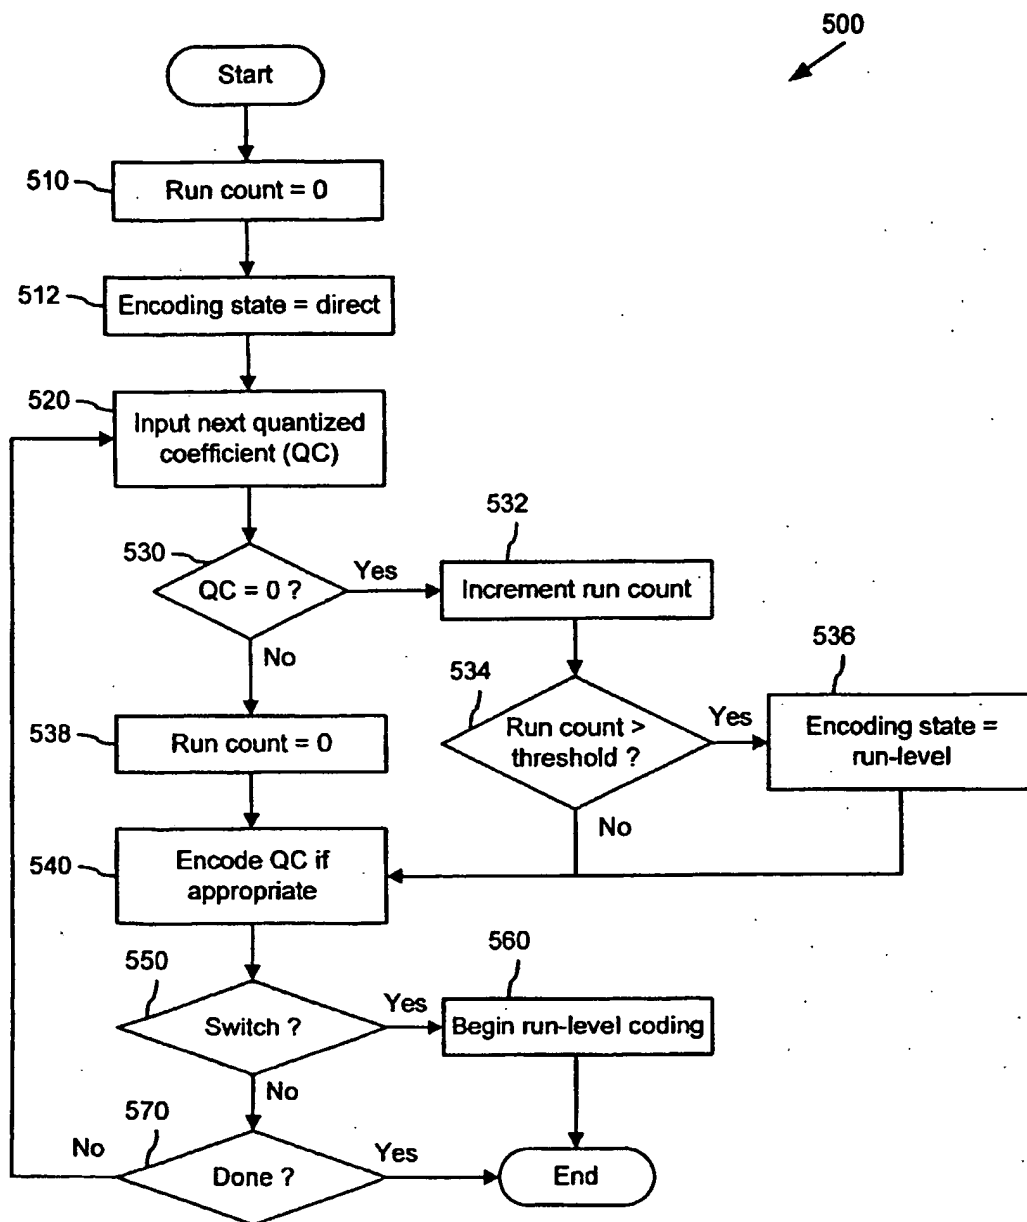 500
Start
510
Run count = 0
512
Encoding state = direct
520
Input next quantized
coefficient (QC)
530
QC = 0 ?
Yes
No
532
Increment run count
534
Run count >
threshold ?
Yes
No
536
Encoding state =
run-level
538
Run count = 0
540
Encode QC if
appropriate
550
Switch ?
Yes
No
560
Begin run-level coding
570
Done ?
No
Yes
End